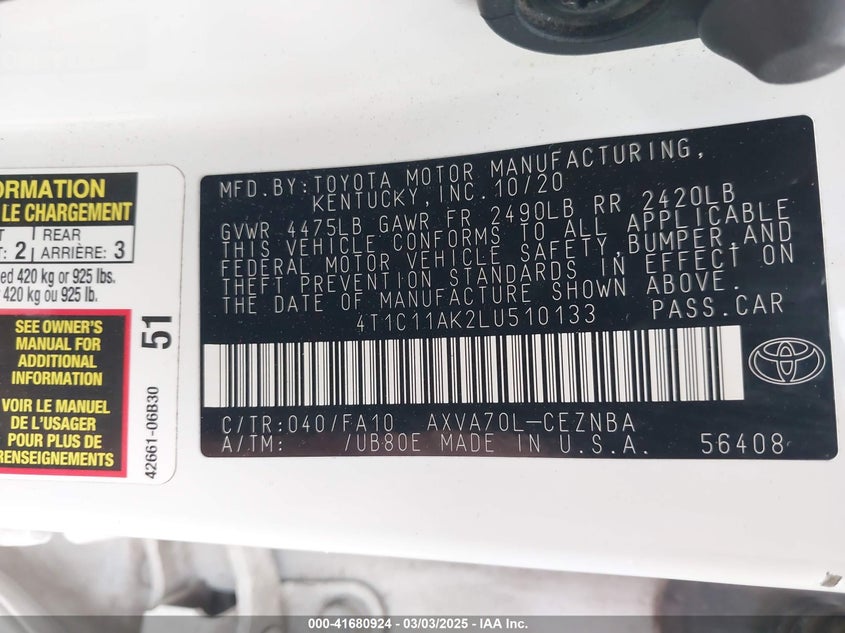 ORMATION
LE CHARGEMENT
2
REAR
ARRIÈRE: 3
ed 420 kg or 925 lbs.
420 kg ou 925 lb.
SEE OWNER'S
MANUAL FOR
ADDITIONAL
INFORMATION
VOIR LE MANUEL
DE L'USAGER
POUR PLUS DE
RENSEIGNEMENTS
51
42661-06B30
MFD.BY:TOYOTA MOTOR MANUFACTURING,
KENTUCKY,INC.10/20
GVWR 4475LB GAWR FR 2490LB RR 2420LB
THIS VEHICLE CONFORMS TO ALL APPLICABLE
FEDERAL MOTOR VEHICLE SAFETY,BUMPER,AND
THEFT PREVENTION STANDARDS IN EFFECT ON
THE DATE OF MANUFACTURE SHOWN ABOVE.
4T1C11AK2LU510133 PASS.CAR
C/TR:040/FA10 AXVA70L-CEZNBA
A/TM: /UB80E MADE IN U.S.A. 56408
000-41680924 - 03/03/2025 - IAA Inc.